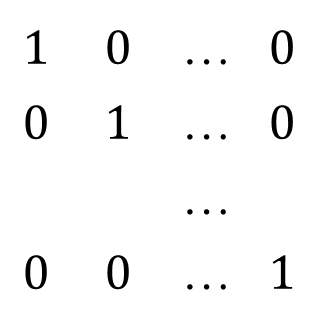 1 0 … 0
0 1 … 0
…
0 0 … 1